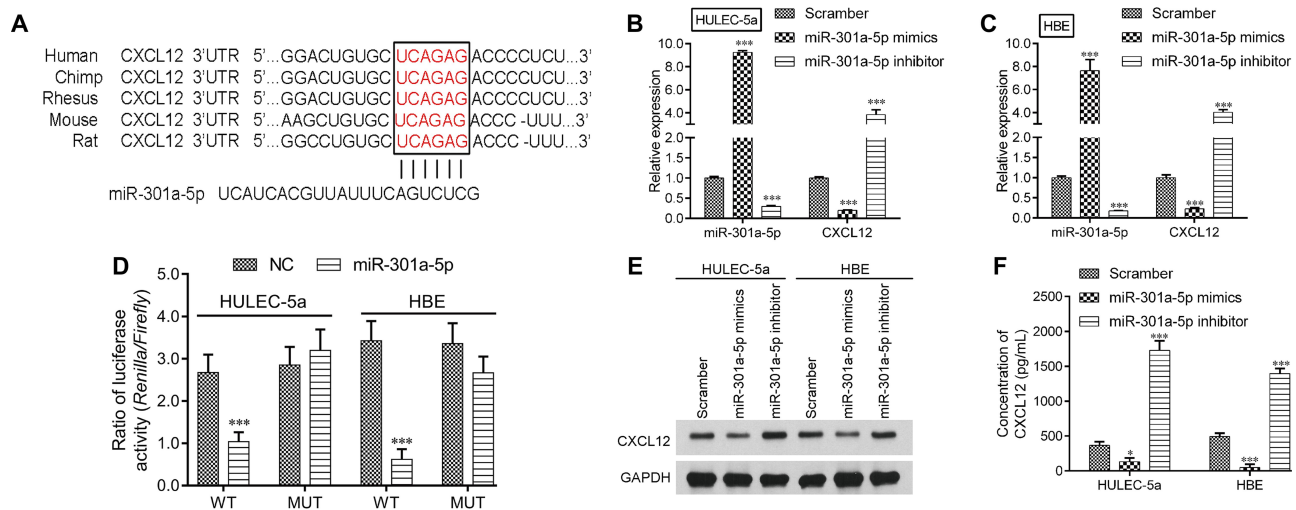 A
Human CXCL12 3'UTR 5'...GGACUGUGC UCAGAG ACCCCUCU...3'
Chimp CXCL12 3'UTR 5'...GGACUGUGC UCAGAG ACCCCUCU...3'
Rhesus CXCL12 3'UTR 5'...GGACUGUGC UCAGAG ACCCCUCU...3'
Mouse CXCL12 3'UTR 5'...AAGCUGUGC UCAGAG ACCC -UUU...3'
Rat CXCL12 3'UTR 5'...GGCCUGUGC UCAGAG ACCC -UUU...3'
miR-301a-5p UCAUCACGUUAUUUCAGUCUCG
B
HULEC-5a
Scramber
miR-301a-5p mimics
miR-301a-5p inhibitor
Relative expression
10.0
8.0
6.0
4.0
2.0
2.0
1.5
1.0
0.5
0.0
***
***
***
***
miR-301a-5p CXCL12
C
HBE
Scramber
miR-301a-5p mimics
miR-301a-5p inhibitor
Relative expression
10.0
8.0
6.0
4.0
2.0
2.0
1.5
1.0
0.5
0.0
***
***
***
***
miR-301a-5p CXCL12
D
NC miR-301a-5p
Ratio of luciferase
activity (Renilla/Firefly)
5.0
4.0
3.0
2.0
1.0
0.0
HULEC-5a HBE
***
***
WT MUT WT MUT
E
HULEC-5a HBE
Scramber
miR-301a-5p mimics
miR-301a-5p inhibitor
Scramber
miR-301a-5p mimics
miR-301a-5p inhibitor
CXCL12
GAPDH
F
Scramber
miR-301a-5p mimics
miR-301a-5p inhibitor
Concentration of
CXCL12 (pg/mL)
2500
2000
1500
1000
500
0
*
***
***
***
HULEC-5a HBE